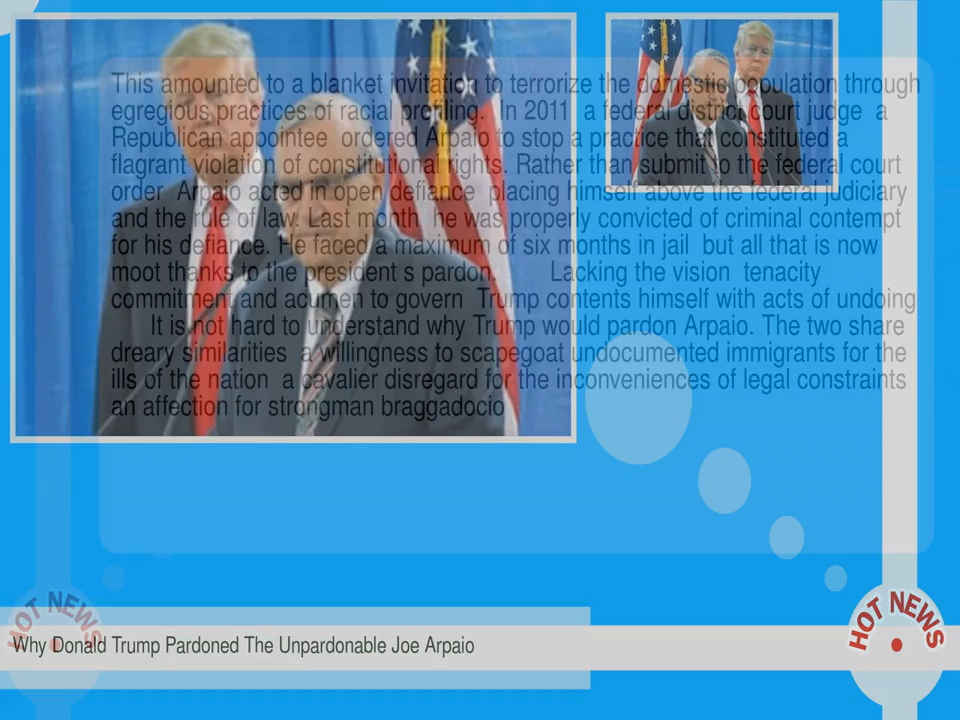 This amounted to a blanket invitation to terrorize the domestic population through
egregious practices of racial profiling. In 2011 a federal district court judge a
Republican appointee ordered Arpaio to stop a practice that constituted a
flagrant violation of constitutional rights. Rather than submit to the federal court
order Arpaio acted in open defiance placing himself above the federal judiciary
and the rule of law. Last month he was properly convicted of criminal contempt
for his defiance. He faced a maximum of six months in jail but all that is now
moot thanks to the president s pardon. Lacking the vision tenacity
commitment and acumen to govern Trump contents himself with acts of undoing
It is not hard to understand why Trump would pardon Arpaio. The two share
dreary similarities a willingness to scapegoat undocumented immigrants for the
ills of the nation a cavalier disregard for the inconveniences of legal constraints
an affection for strongman braggadocio
HOT NEWS
Why Donald Trump Pardoned The Unpardonable Joe Arpaio
HOT NEWS